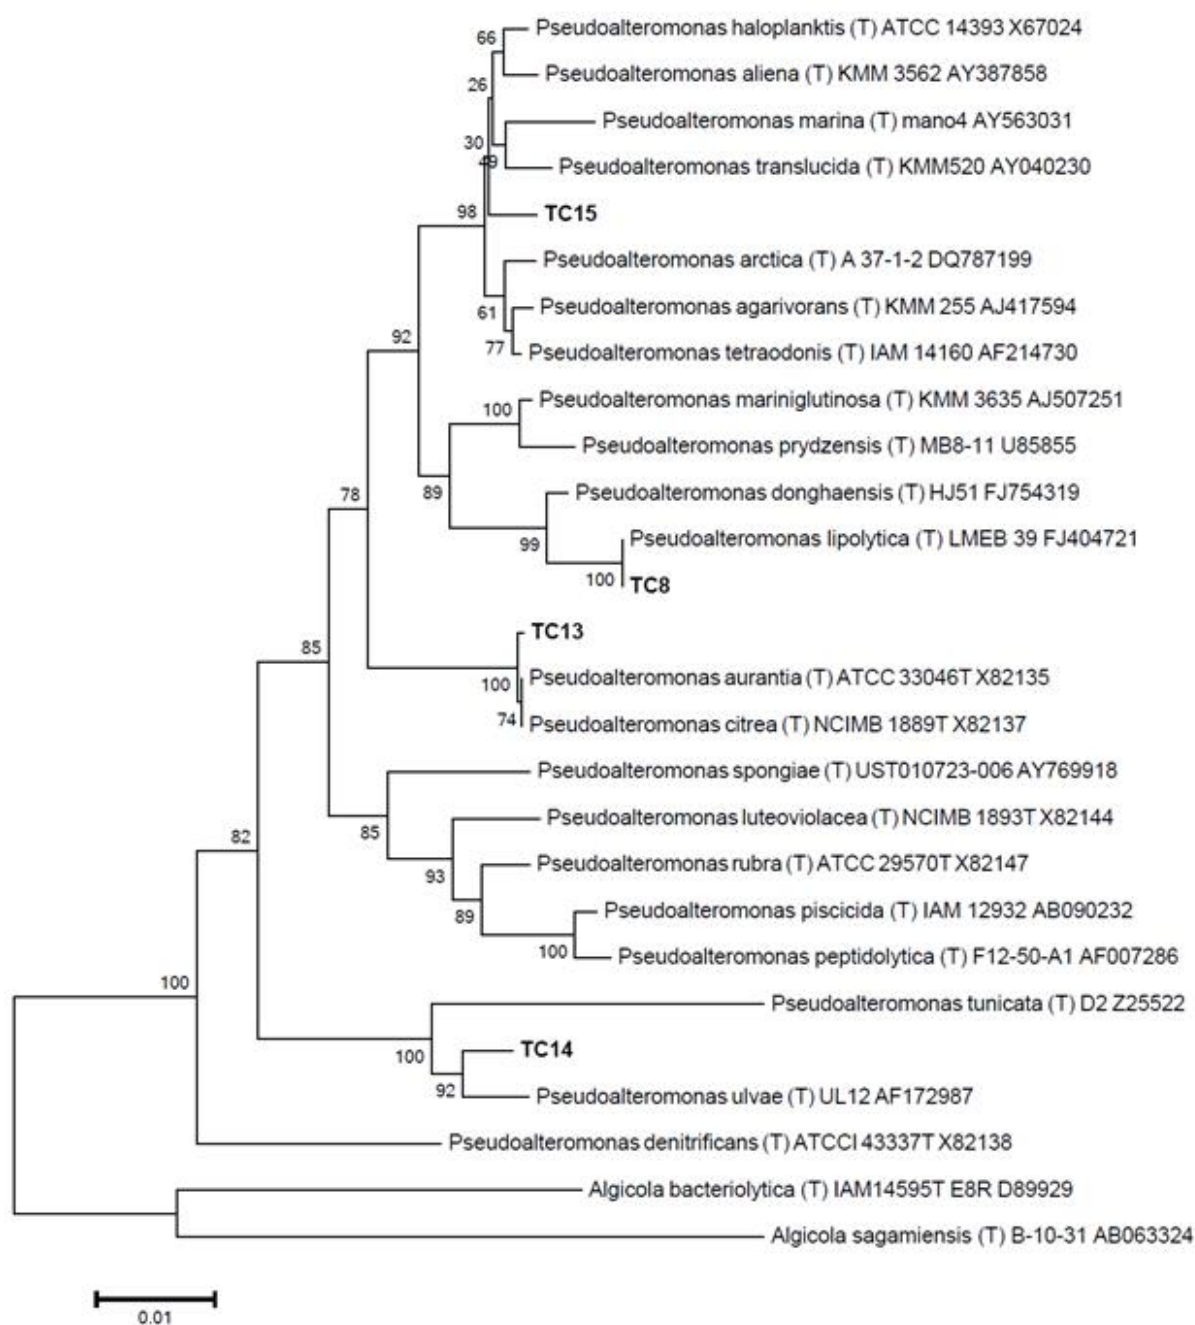 66
Pseudoalteromonas haloplanktis (T) ATCC 14393 X67024
Pseudoalteromonas aliena (T) KMM 3562 AY387858
26
Pseudoalteromonas marina (T) mano4 AY563031
30
49
Pseudoalteromonas translucida (T) KMM520 AY040230
98
TC15
Pseudoalteromonas arctica (T) A 37-1-2 DQ787199
61
Pseudoalteromonas agarivorans (T) KMM 255 AJ417594
77
Pseudoalteromonas tetraodonis (T) IAM 14160 AF214730
92
Pseudoalteromonas mariniglutinosa (T) KMM 3635 AJ507251
100
Pseudoalteromonas prydzensis (T) MB8-11 U85855
78
89
Pseudoalteromonas donghaensis (T) HJ51 FJ754319
99
Pseudoalteromonas lipolytica (T) LMEB 39 FJ404721
100
TC8
TC13
85
100
Pseudoalteromonas aurantia (T) ATCC 33046T X82135
74
Pseudoalteromonas citrea (T) NCIMB 1889T X82137
Pseudoalteromonas spongiae (T) UST010723-006 AY769918
85
Pseudoalteromonas luteoviolacea (T) NCIMB 1893T X82144
82
93
Pseudoalteromonas rubra (T) ATCC 29570T X82147
89
Pseudoalteromonas piscicida (T) IAM 12932 AB090232
100
Pseudoalteromonas peptidolytica (T) F12-50-A1 AF007286
100
Pseudoalteromonas tunicata (T) D2 Z25522
100
TC14
92
Pseudoalteromonas ulvae (T) UL12 AF172987
Pseudoalteromonas denitrificans (T) ATCCI 43337T X82138
Algicola bacteriolytica (T) IAM14595T E8R D89929
Algicola sagamiensis (T) B-10-31 AB063324
0.01